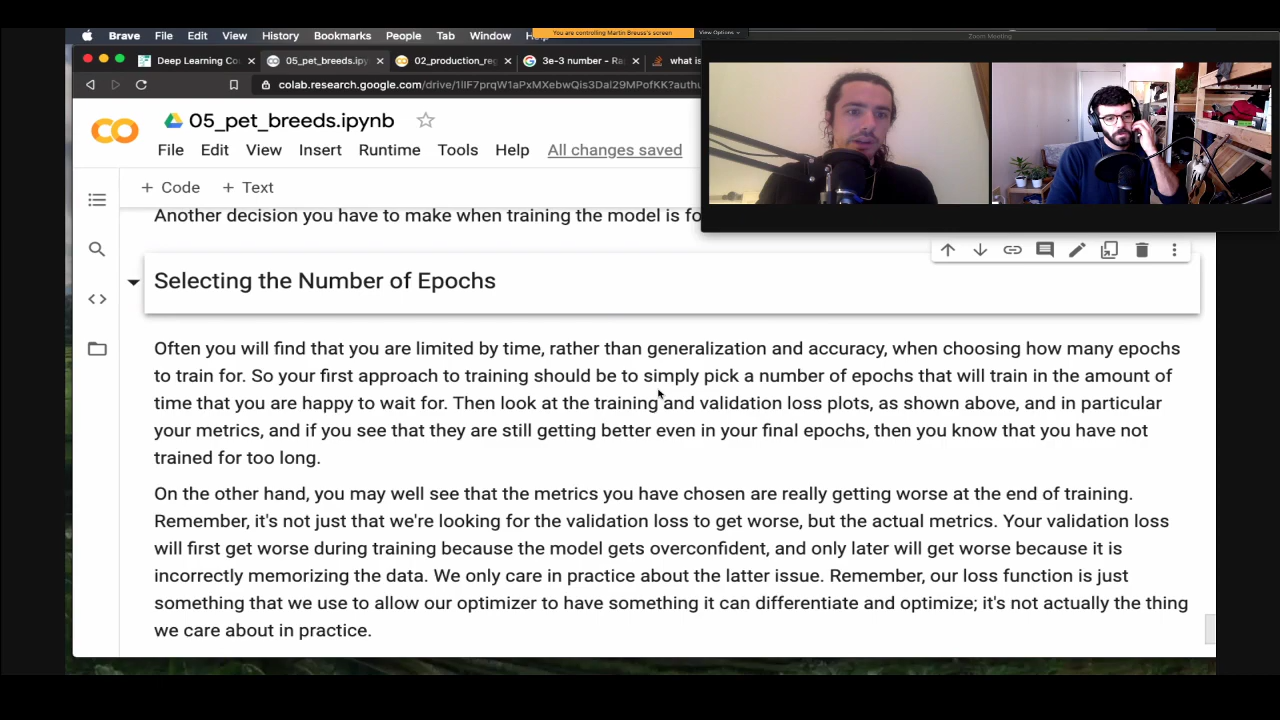 You are controlling Martin Breuss's screen
View Options
Zoom Meeting
Brave File Edit View History Bookmarks People Tab Window
Deep Learning Co
05_pet_breeds.ipy
02_production_re
3e-3 number - Ra
what is
colab.research.google.com/drive/1lIF7prqW1aPxMXebwQis3Dal29MPofKK?authu
05_pet_breeds.ipynb
File Edit View Insert Runtime Tools Help All changes saved
+ Code + Text
Another decision you have to make when training the model is fo
Selecting the Number of Epochs
Often you will find that you are limited by time, rather than generalization and accuracy, when choosing how many epochs
to train for. So your first approach to training should be to simply pick a number of epochs that will train in the amount of
time that you are happy to wait for. Then look at the training and validation loss plots, as shown above, and in particular
your metrics, and if you see that they are still getting better even in your final epochs, then you know that you have not
trained for too long.
On the other hand, you may well see that the metrics you have chosen are really getting worse at the end of training.
Remember, it's not just that we're looking for the validation loss to get worse, but the actual metrics. Your validation loss
will first get worse during training because the model gets overconfident, and only later will get worse because it is
incorrectly memorizing the data. We only care in practice about the latter issue. Remember, our loss function is just
something that we use to allow our optimizer to have something it can differentiate and optimize; it's not actually the thing
we care about in practice.